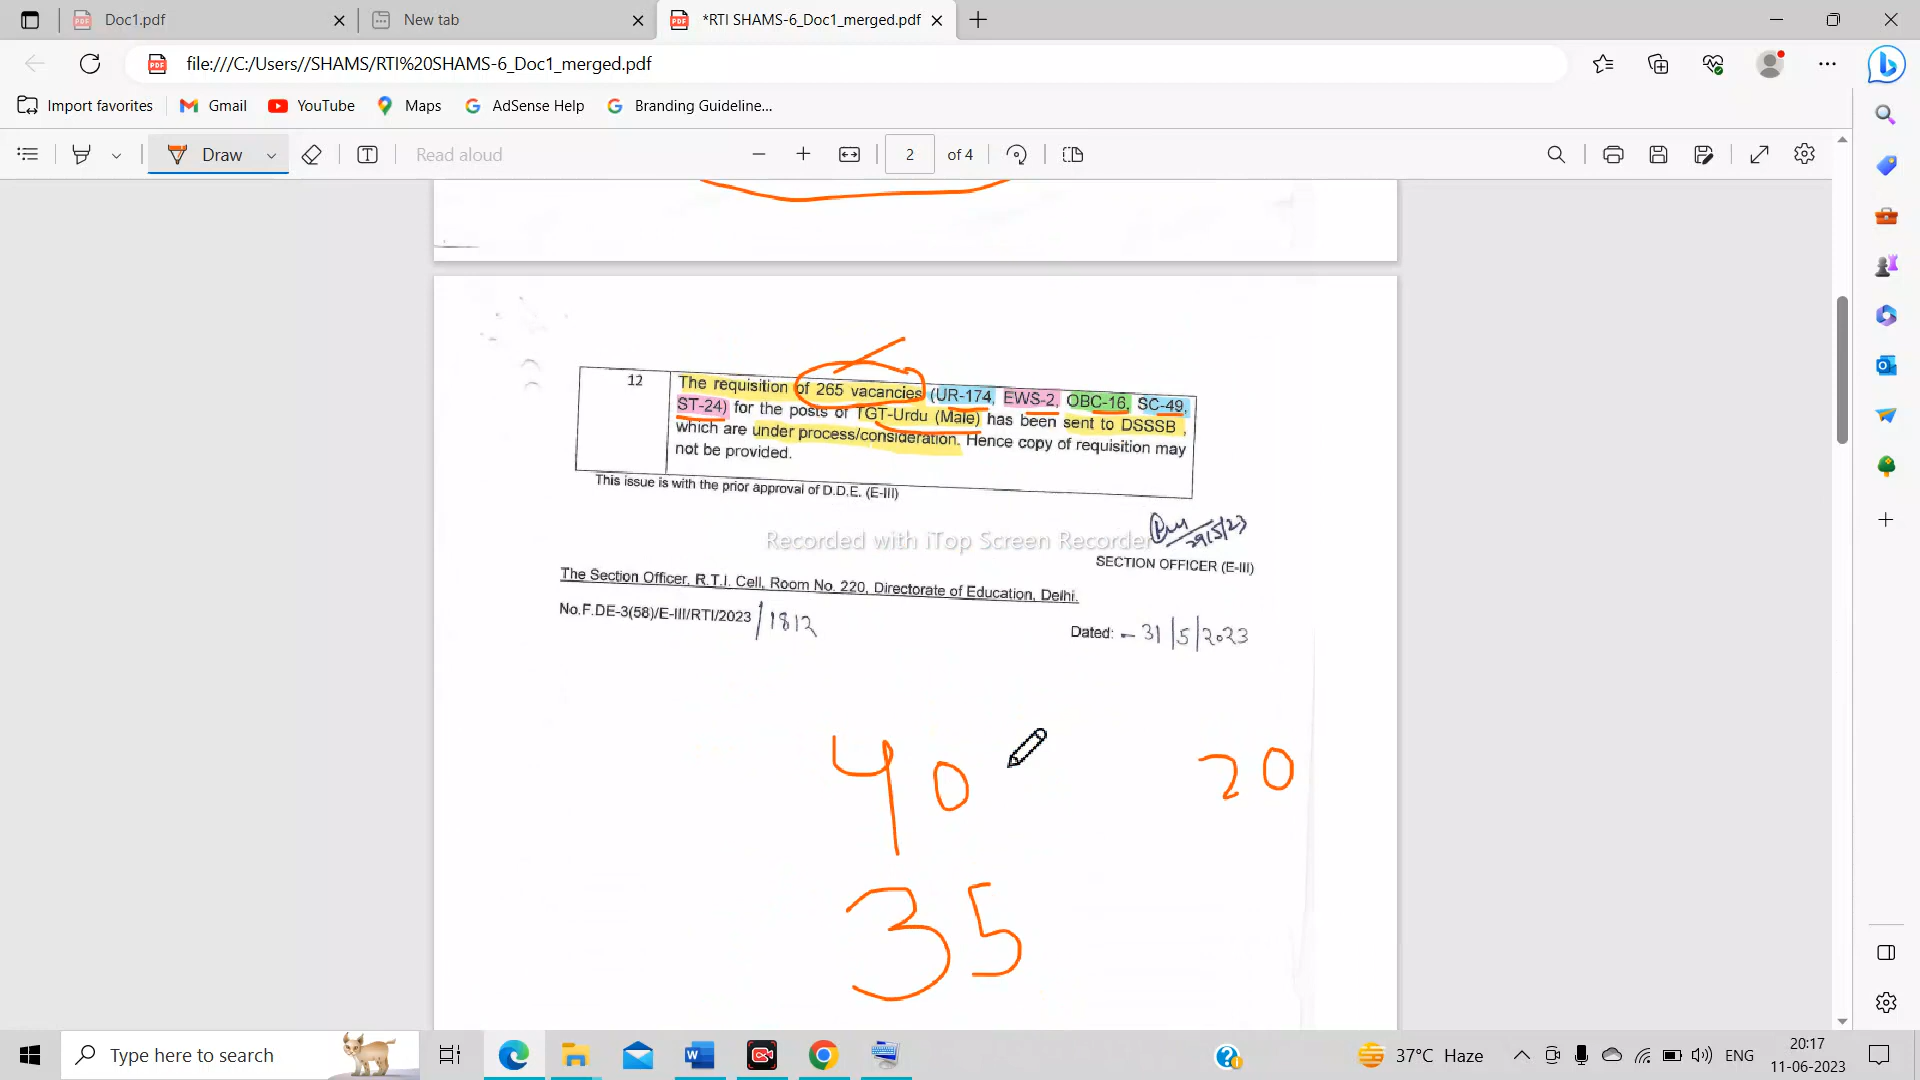 Doc1.pdf
New tab
*RTI SHAMS-6_Doc1_merged.pdf
file:///C:/Users//SHAMS/RTI%20SHAMS-6_Doc1_merged.pdf
Import favorites
Gmail
YouTube
Maps
AdSense Help
Branding Guideline...
Draw
Read aloud
2 of 4
12
The requisition of 265 vacancies (UR-174, EWS-2, OBC-16, SC-49,
ST-24) for the posts of TGT-Urdu (Male) has been sent to DSSSB,
which are under process/consideration. Hence copy of requisition may
not be provided.
This issue is with the prior approval of D.D.E. (E-III)
29/5/23
Recorded with iTop Screen Recorder
SECTION OFFICER (E-III)
The Section Officer, R.T.I. Cell, Room No. 220, Directorate of Education, Delhi.
No.F.DE-3(58)/E-III/RTI/2023/1812
Dated: - 31/5/2023
40
20
35
Type here to search
37°C Haze
ENG
20:17
11-06-2023